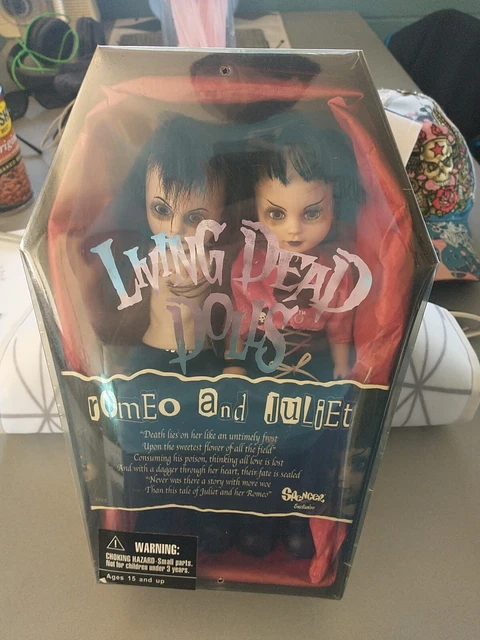 LIVING DEAD
DOLLS
romeo and JuLiEt
"Death lies on her like an untimely frost
Upon the sweetest flower of all the field"
Consuming his poison, thinking all love is lost
And with a dagger through her heart, their fate is sealed
"Never was there a story with more woe
Than this tale of Juliet and her Romeo"
SPENCER
Exclusive
WARNING:
CHOKING HAZARD-Small parts.
Not for children under 3 years.
Ages 15 and up